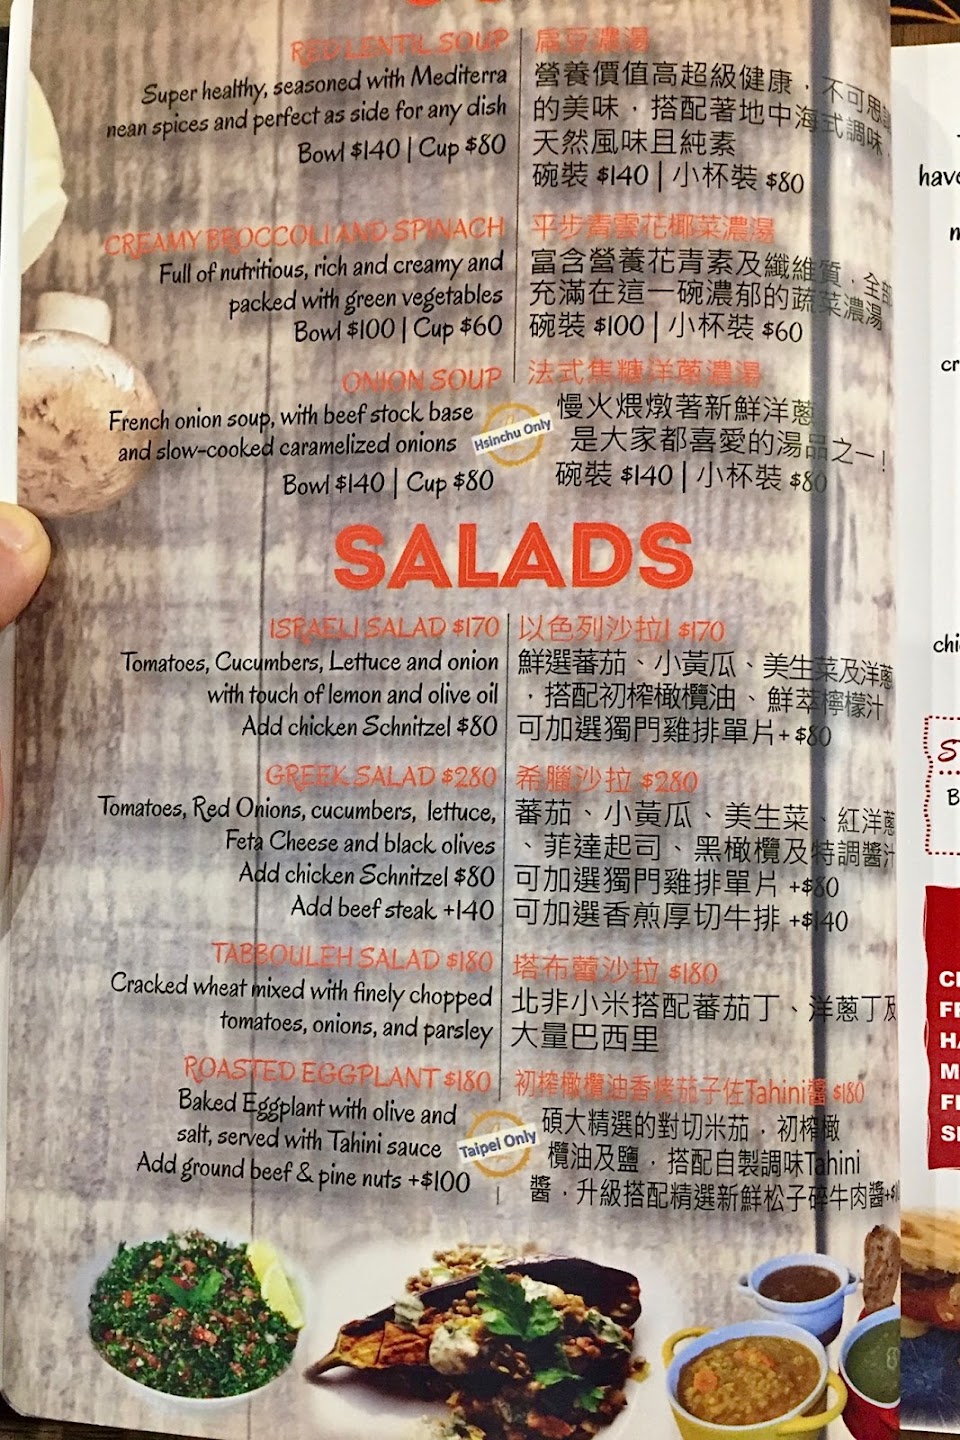 RED LENTIL SOUP
Super healthy, seasoned with Mediterra
nean spices and perfect as side for any dish
Bowl $140 | Cup $80
扁豆濃湯
營養價值高超級健康，不可思議
的美味，搭配著地中海式調味，
天然風味且純素
碗裝 $140 | 小杯裝 $80
CREAMY BROCCOLI AND SPINACH
Full of nutritious, rich and creamy and
packed with green vegetables
Bowl $100 | Cup $60
平步青雲花椰菜濃湯
富含營養花青素及纖維質，全部
充滿在這一碗濃郁的蔬菜濃湯
碗裝 $100 | 小杯裝 $60
ONION SOUP
French onion soup, with beef stock base
and slow-cooked caramelized onions
Bowl $140 | Cup $80
Hsinchu Only
法式焦糖洋蔥濃湯
慢火煨燉著新鮮洋蔥
是大家都喜愛的湯品之一！
碗裝 $140 | 小杯裝 $80
SALADS
ISRAELI SALAD $170
Tomatoes, Cucumbers, Lettuce and onion
with touch of lemon and olive oil
Add chicken Schnitzel $80
以色列沙拉! $170
鮮選蕃茄、小黃瓜、美生菜及洋蔥
，搭配初榨橄欖油、鮮萃檸檬汁
可加選獨門雞排單片+ $80
GREEK SALAD $280
Tomatoes, Red Onions, cucumbers, lettuce,
Feta Cheese and black olives
Add chicken Schnitzel $80
Add beef steak +140
希臘沙拉 $280
蕃茄、小黃瓜、美生菜、紅洋蔥
、菲達起司、黑橄欖及特調醬汁
可加選獨門雞排單片 +$80
可加選香煎厚切牛排 +$140
TABBOULEH SALAD $180
Cracked wheat mixed with finely chopped
tomatoes, onions, and parsley
塔布蕾沙拉 $180
北非小米搭配蕃茄丁、洋蔥丁及
大量巴西里
ROASTED EGGPLANT $180
Baked Eggplant with olive and
salt, served with Tahini sauce
Add ground beef & pine nuts +$100
Taipei Only
初榨橄欖油香烤茄子佐Tahini醬 $180
碩大精選的對切米茄，初榨橄
欖油及鹽，搭配自製調味Tahini
醬，升級搭配精選新鮮松子碎牛肉醬+$
have